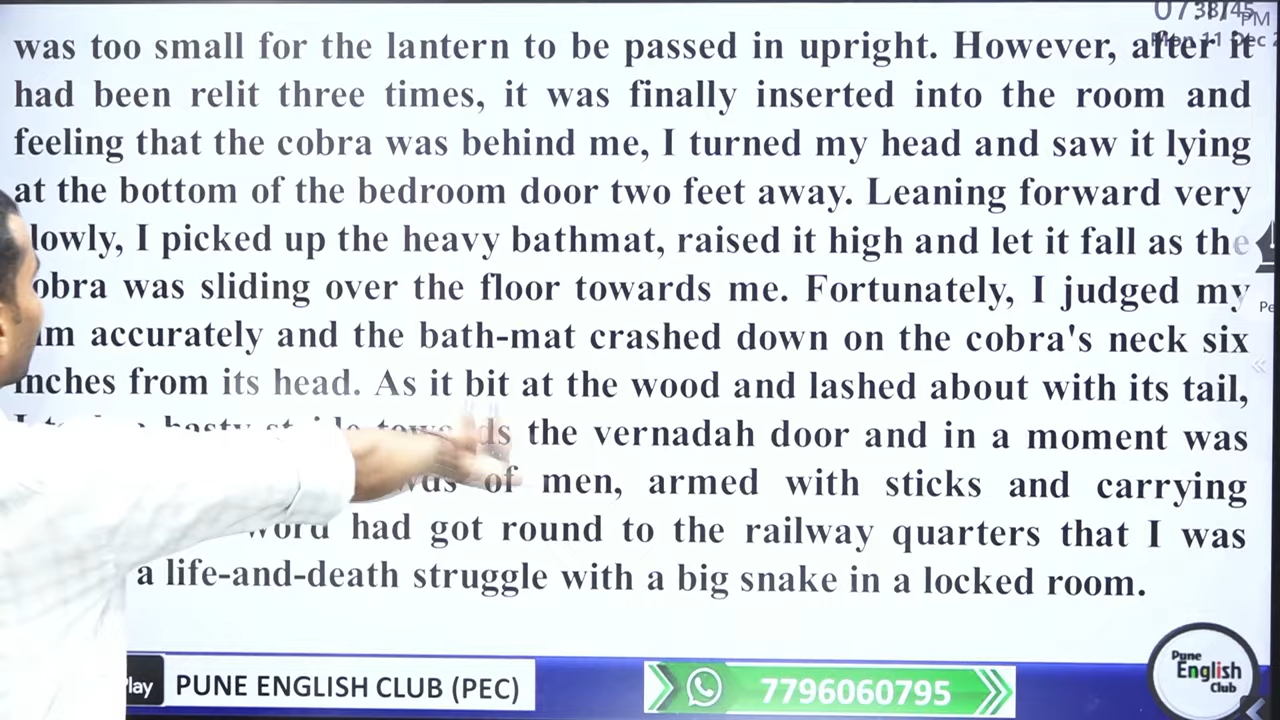 PM
was too small for the lantern to be passed in upright. However, after it
had been relit three times, it was finally inserted into the room and
feeling that the cobra was behind me, I turned my head and saw it lying
at the bottom of the bedroom door two feet away. Leaning forward very
lowly, I picked up the heavy bathmat, raised it high and let it fall as the
obra was sliding over the floor towards me. Fortunately, I judged my
accurately and the bath-mat crashed down on the cobra's neck six
inches from its head. As it bit at the wood and lashed about with its tail,
I hasty the vernadah door and in a moment was
of men, armed with sticks and carrying
word had got round to the railway quarters that I was
a life-and-death struggle with a big snake in a locked room.
lay PUNE ENGLISH CLUB (PEC) 7796060795
Pune
English
Club